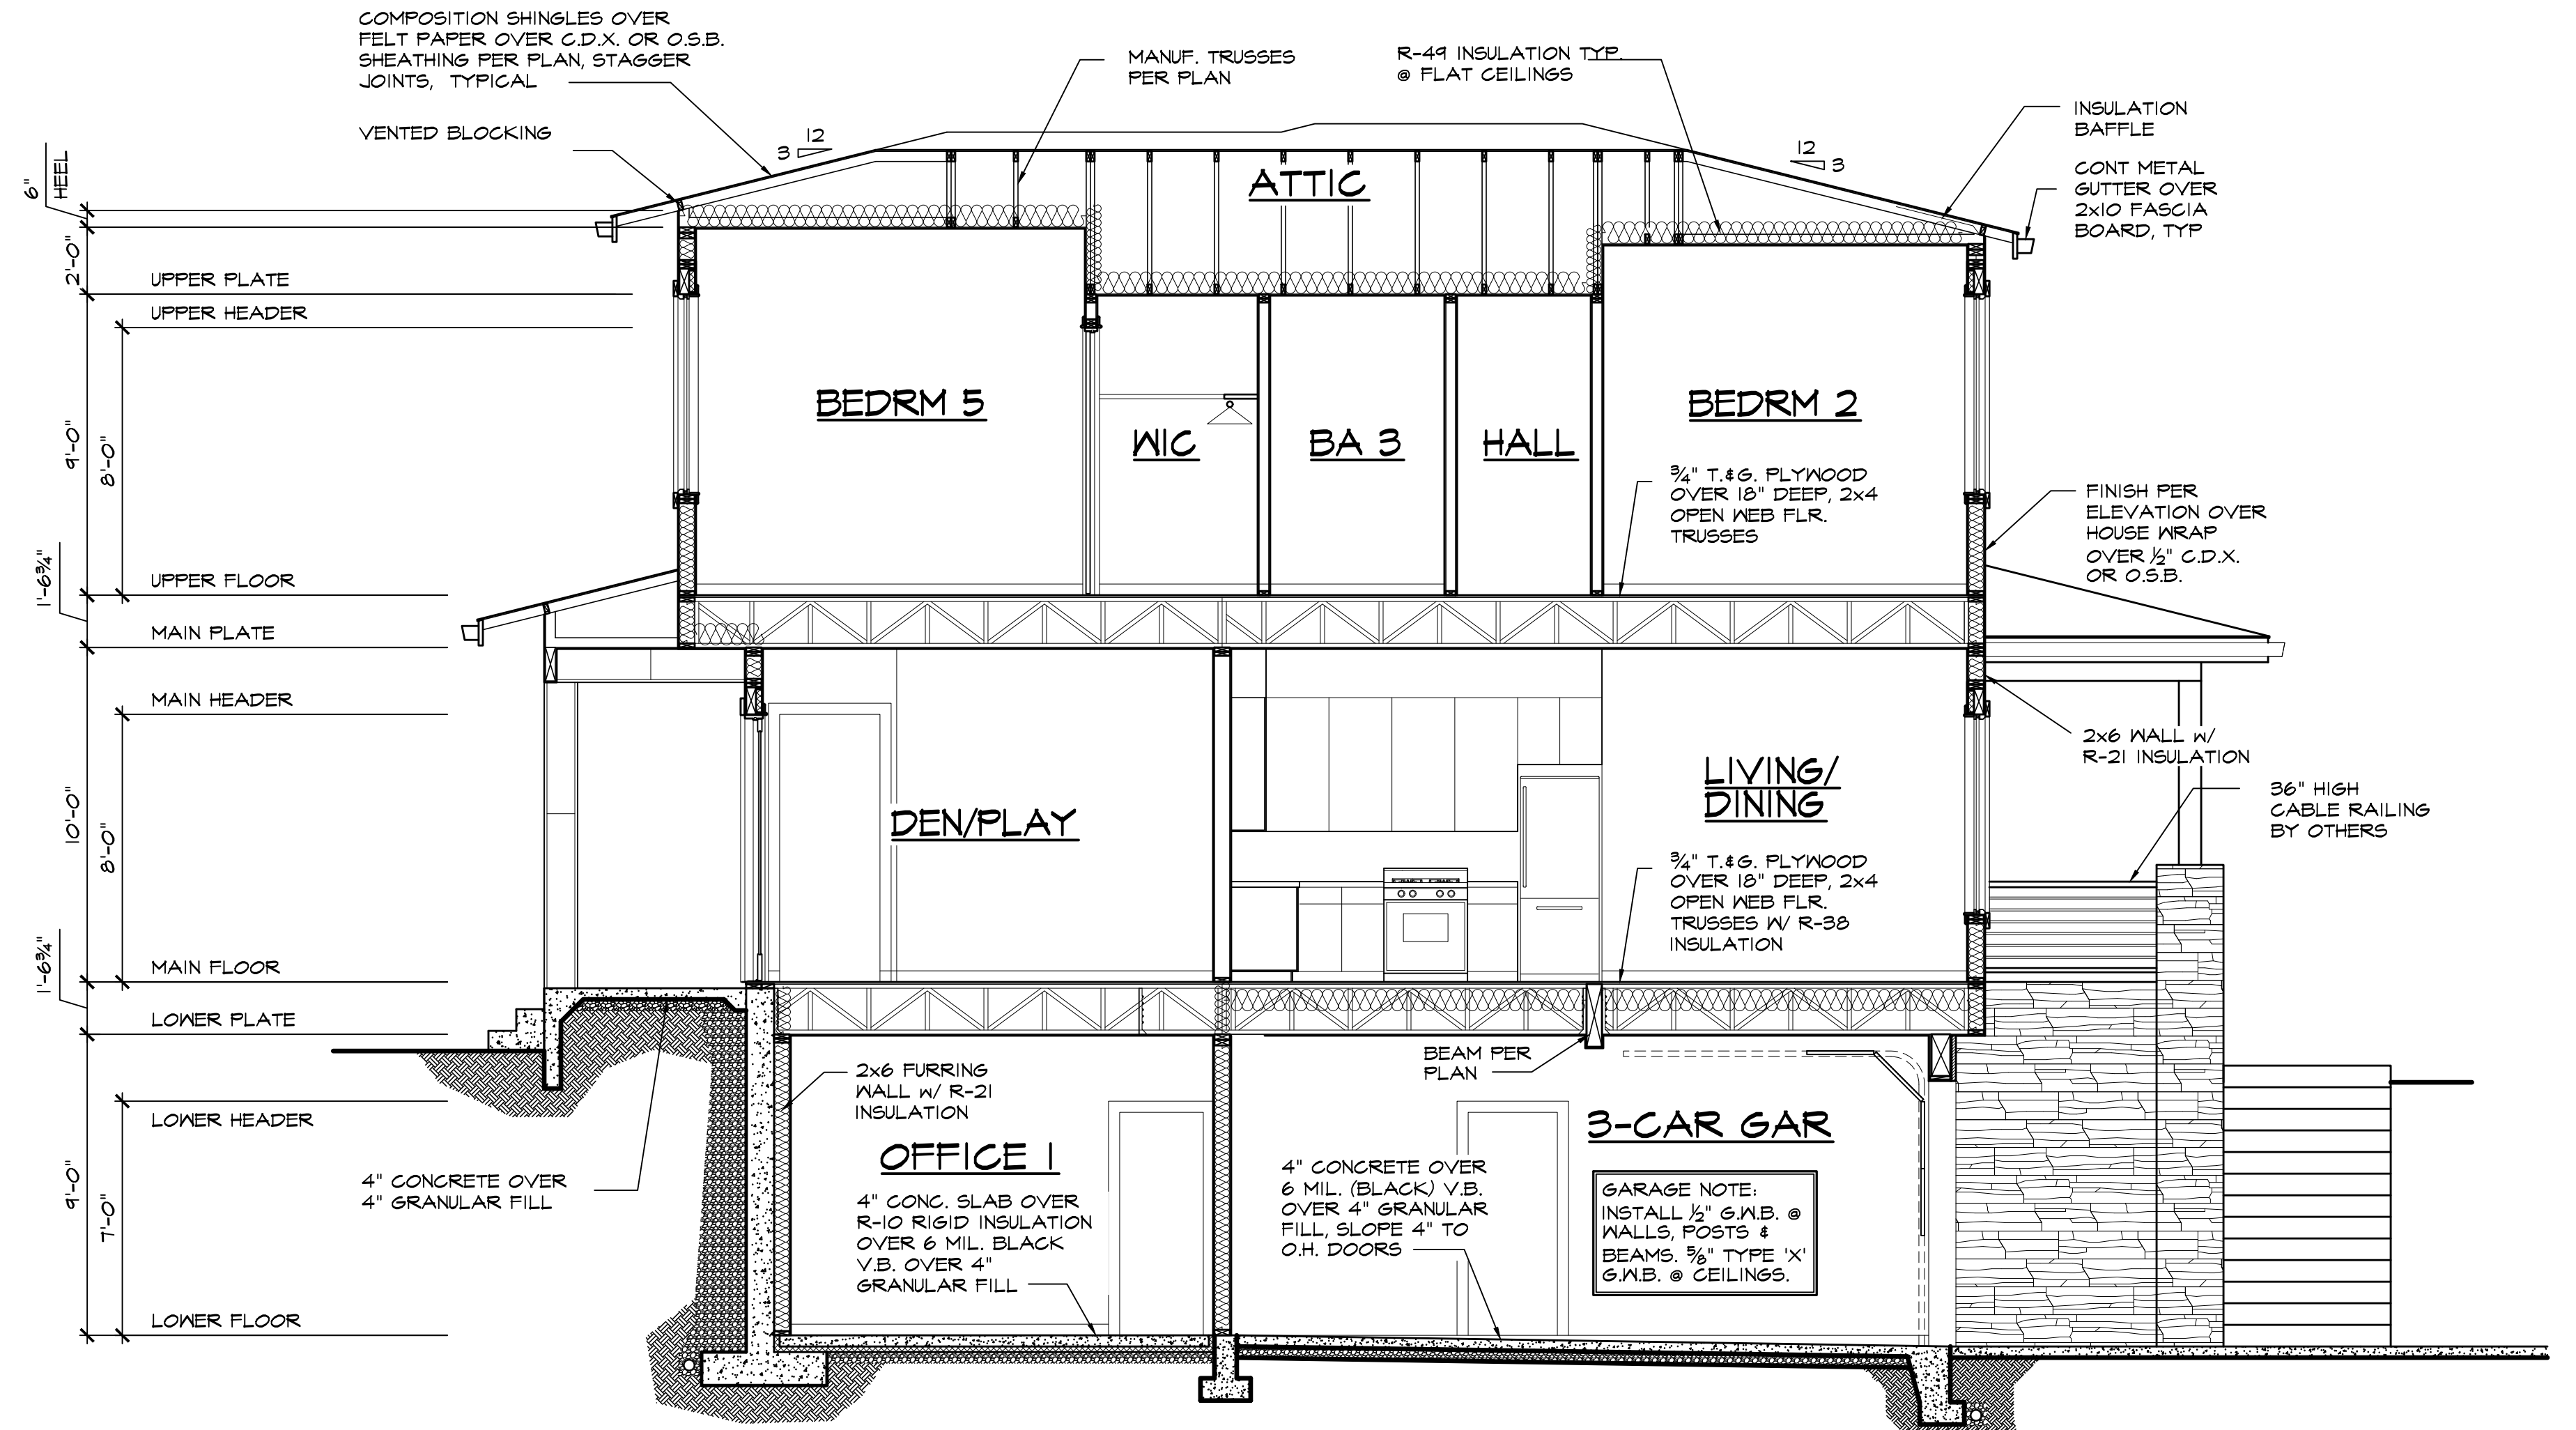 COMPOSITION SHINGLES OVER
FELT PAPER OVER C.D.X. OR O.S.B.
SHEATHING PER PLAN, STAGGER
JOINTS, TYPICAL
VENTED BLOCKING
MANUF. TRUSSES
PER PLAN
R-49 INSULATION TYP.
@ FLAT CEILINGS
INSULATION
BAFFLE
CONT METAL
GUTTER OVER
2x10 FASCIA
BOARD, TYP
12
3
12
3
ATTIC
6"
HEEL
2'-0"
UPPER PLATE
UPPER HEADER
9'-0"
8'-0"
UPPER FLOOR
1'-6¾"
MAIN PLATE
MAIN HEADER
10'-0"
8'-0"
MAIN FLOOR
1'-6¾"
LOWER PLATE
LOWER HEADER
9'-0"
7'-0"
LOWER FLOOR
BEDRM 5
WIC
BA 3
HALL
BEDRM 2
¾" T.&G. PLYWOOD
OVER 18" DEEP, 2x4
OPEN WEB FLR.
TRUSSES
FINISH PER
ELEVATION OVER
HOUSE WRAP
OVER ½" C.D.X.
OR O.S.B.
2x6 WALL W/
R-21 INSULATION
36" HIGH
CABLE RAILING
BY OTHERS
DEN/PLAY
LIVING/
DINING
¾" T.&G. PLYWOOD
OVER 18" DEEP, 2x4
OPEN WEB FLR.
TRUSSES W/ R-38
INSULATION
BEAM PER
PLAN
2x6 FURRING
WALL W/ R-21
INSULATION
OFFICE 1
4" CONC. SLAB OVER
R-10 RIGID INSULATION
OVER 6 MIL. BLACK
V.B. OVER 4"
GRANULAR FILL
4" CONCRETE OVER
4" GRANULAR FILL
4" CONCRETE OVER
6 MIL. (BLACK) V.B.
OVER 4" GRANULAR
FILL, SLOPE 4" TO
O.H. DOORS
3-CAR GAR
GARAGE NOTE:
INSTALL ½" G.W.B. @
WALLS, POSTS &
BEAMS. ⅝" TYPE 'X'
G.W.B. @ CEILINGS.